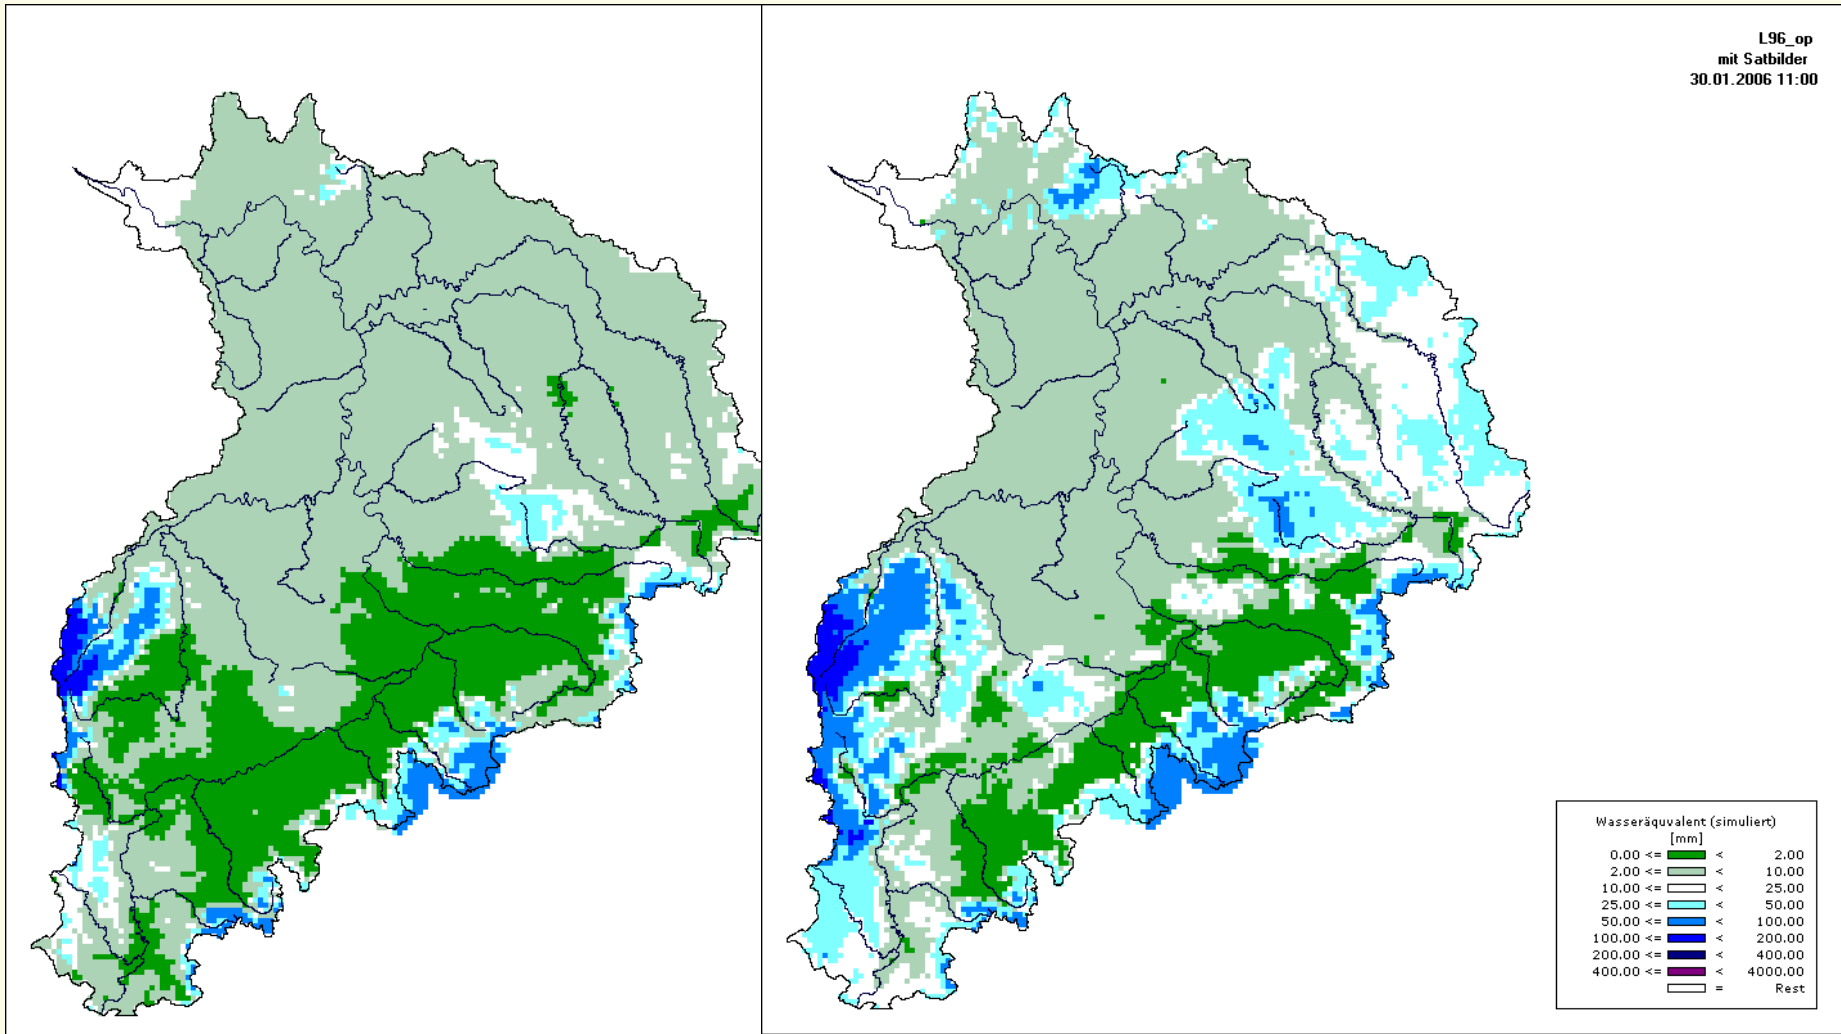 L96_op
mit Satbilder
30.01.2006 11:00
Wasseräquvalent (simuliert)
[mm]
0.00 <= < 2.00
2.00 <= < 10.00
10.00 <= < 25.00
25.00 <= < 50.00
50.00 <= < 100.00
100.00 <= < 200.00
200.00 <= < 400.00
400.00 <= < 4000.00
= Rest